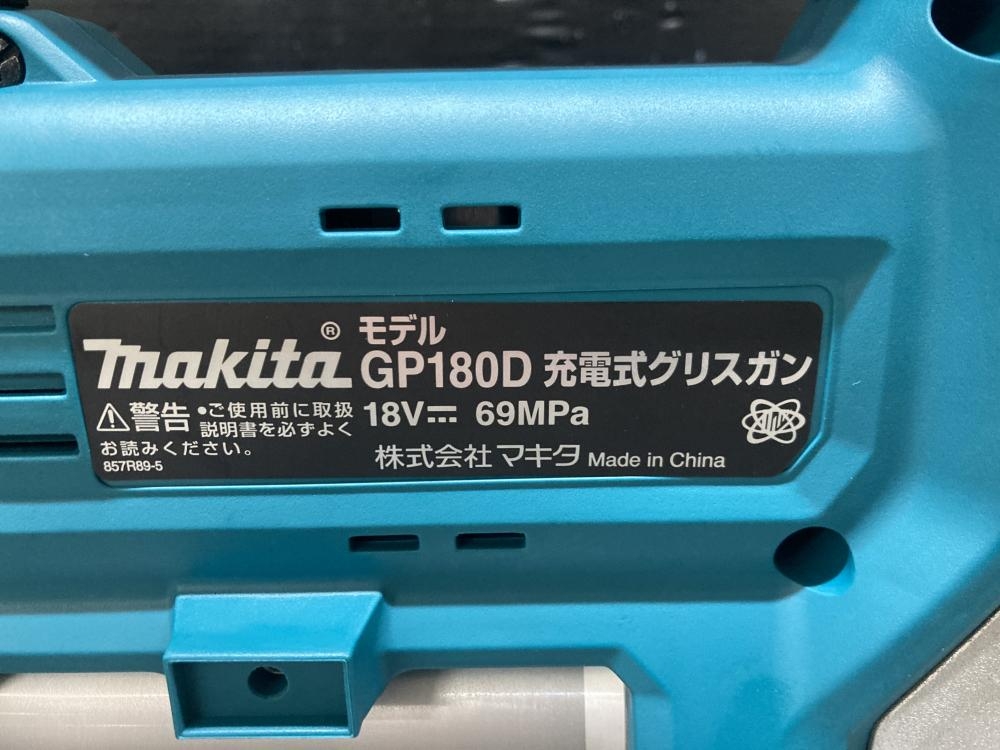 makita® モデル
GP180D 充電式グリスガン
⚠警告 •ご使用前に取扱
説明書を必ずよく
お読みください。
857R89-5
18V⎓ 69MPa
株式会社マキタ Made in China